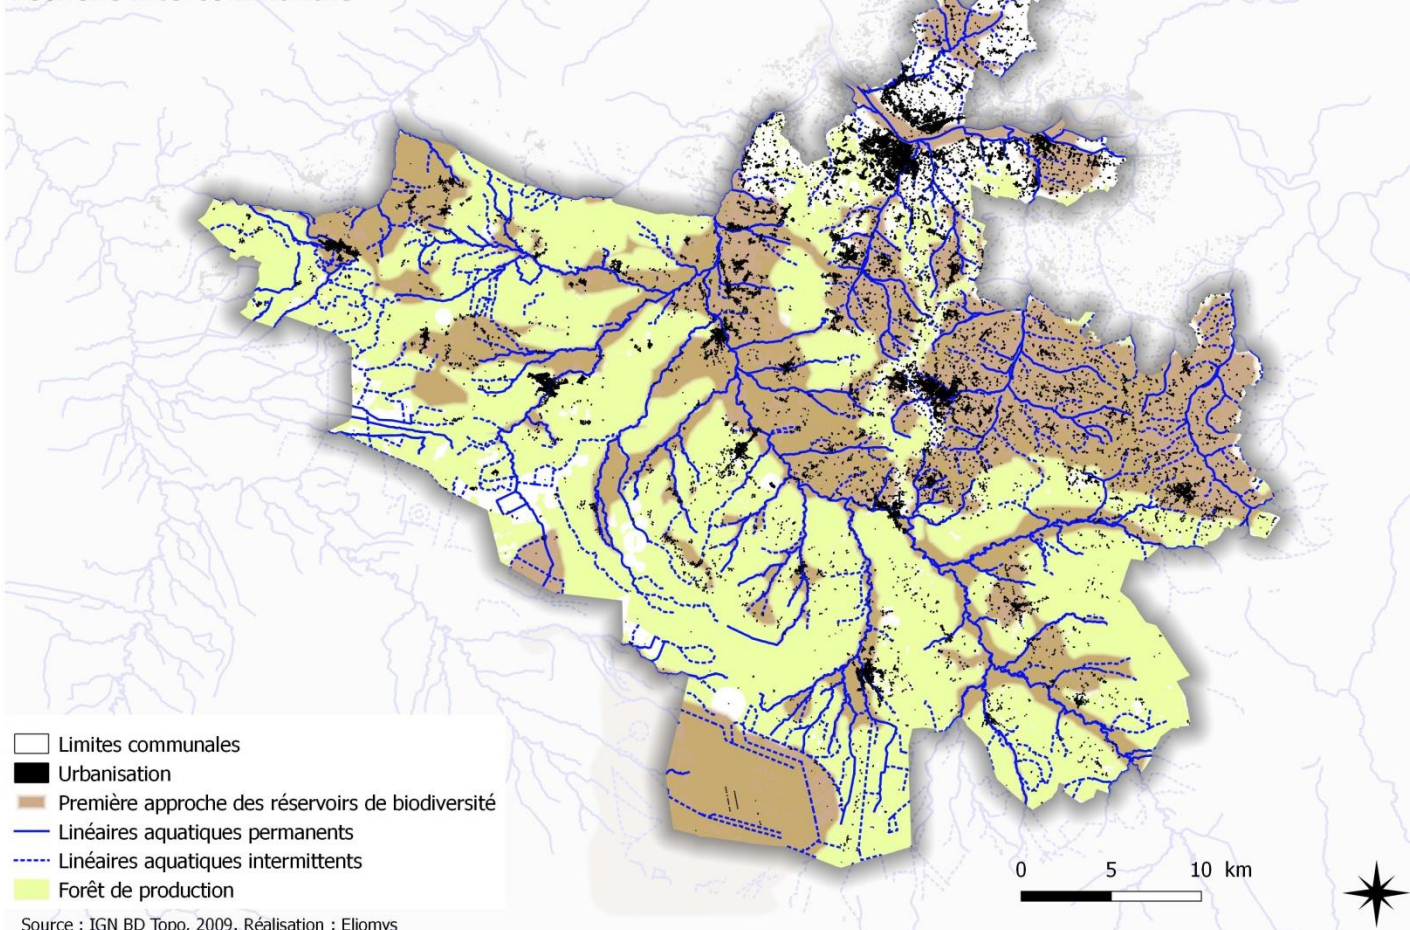 Limites communales
Urbanisation
Première approche des réservoirs de biodiversité
Linéaires aquatiques permanents
Linéaires aquatiques intermittents
Forêt de production
0 5 10 km
Source : IGN BD Topo, 2009, Réalisation : Eliomys